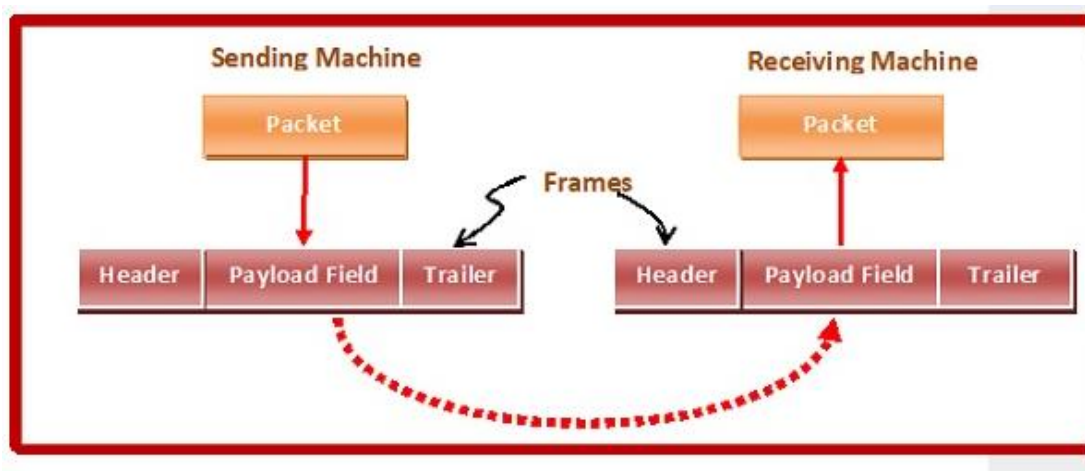 Sending Machine
Receiving Machine
Packet
Packet
Frames
Header Payload Field Trailer
Header Payload Field Trailer